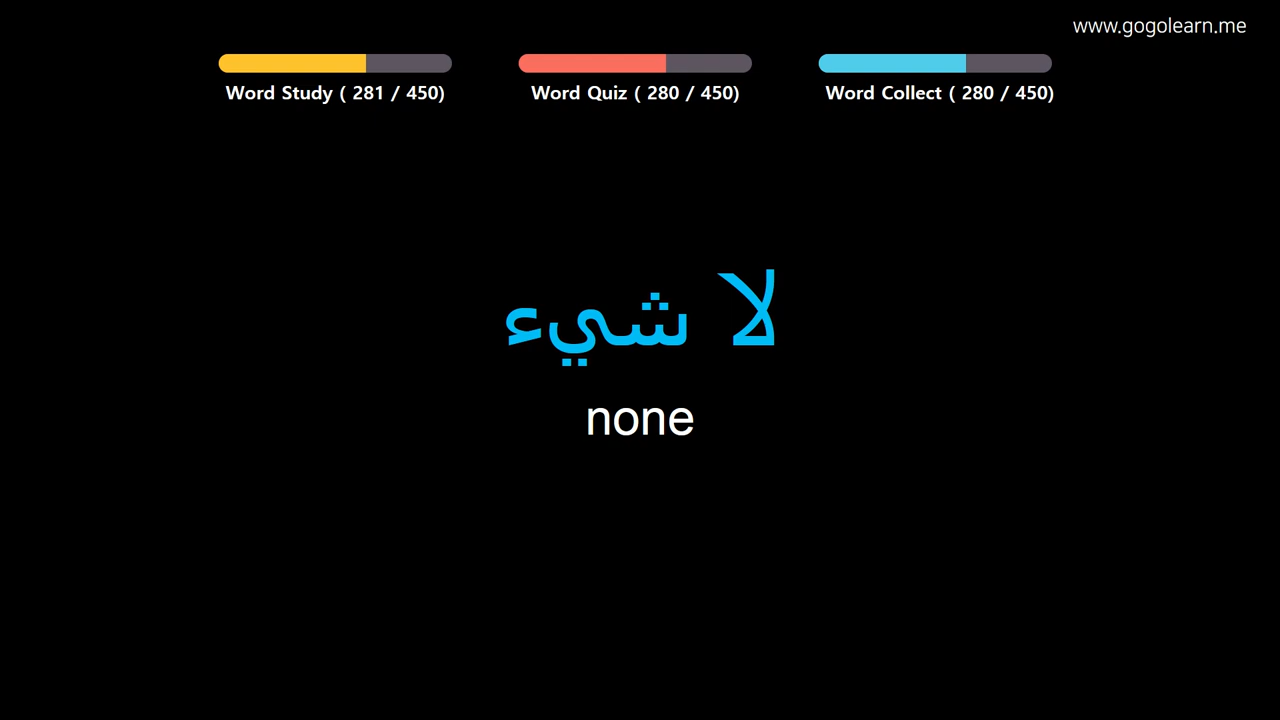 www.gogolearn.me
Word Study ( 281 / 450)
Word Quiz ( 280 / 450)
Word Collect ( 280 / 450)
لا شيء
none